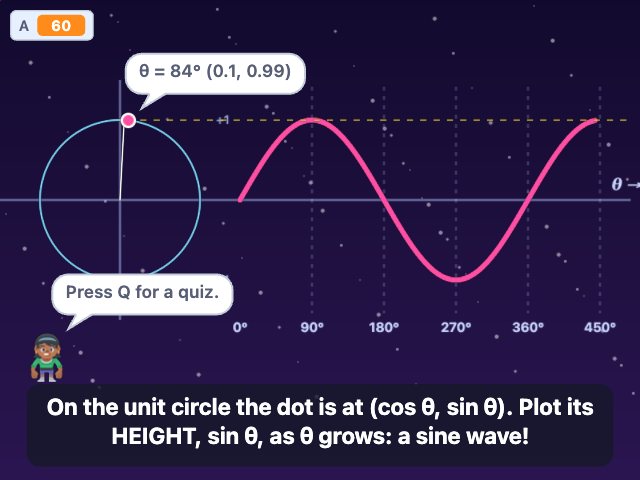 A 60
θ = 84° (0.1, 0.99)
+1
θ →
Press Q for a quiz.
0° 90° 180° 270° 360° 450°
On the unit circle the dot is at (cos θ, sin θ). Plot its
HEIGHT, sin θ, as θ grows: a sine wave!